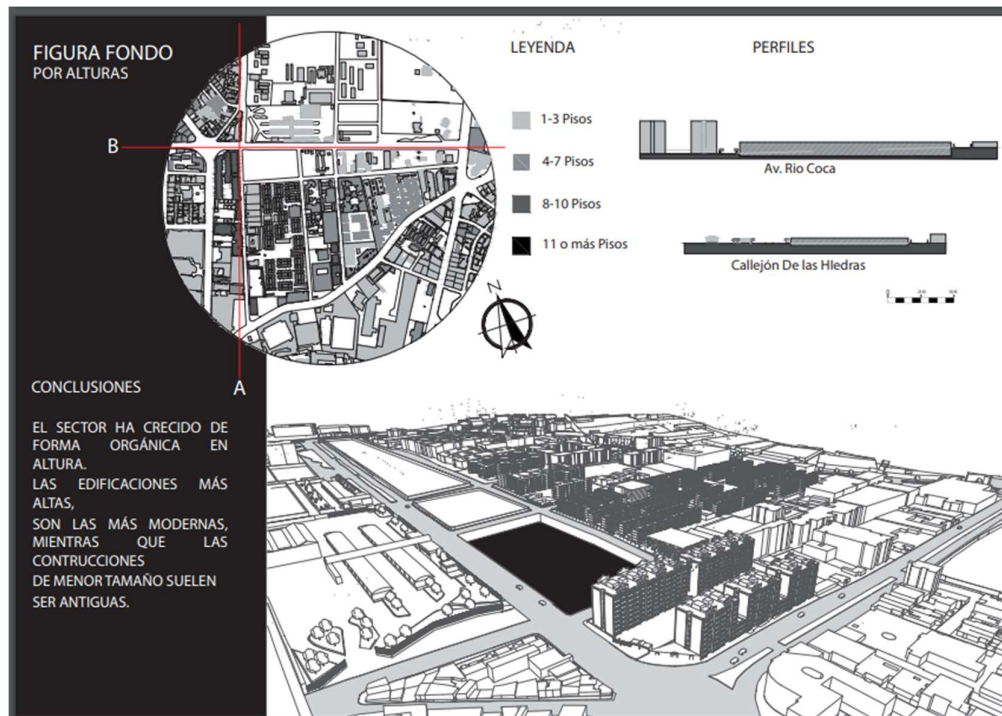 FIGURA FONDO
POR ALTURAS
B
A
N
LEYENDA
1-3 Pisos
4-7 Pisos
8-10 Pisos
11 o más Pisos
PERFILES
Av. Rio Coca
Callejón De las HIedras
CONCLUSIONES
EL SECTOR HA CRECIDO DE
FORMA ORGÁNICA EN
ALTURA.
LAS EDIFICACIONES MÁS
ALTAS,
SON LAS MÁS MODERNAS,
MIENTRAS QUE LAS
CONTRUCCIONES
DE MENOR TAMAÑO SUELEN
SER ANTIGUAS.